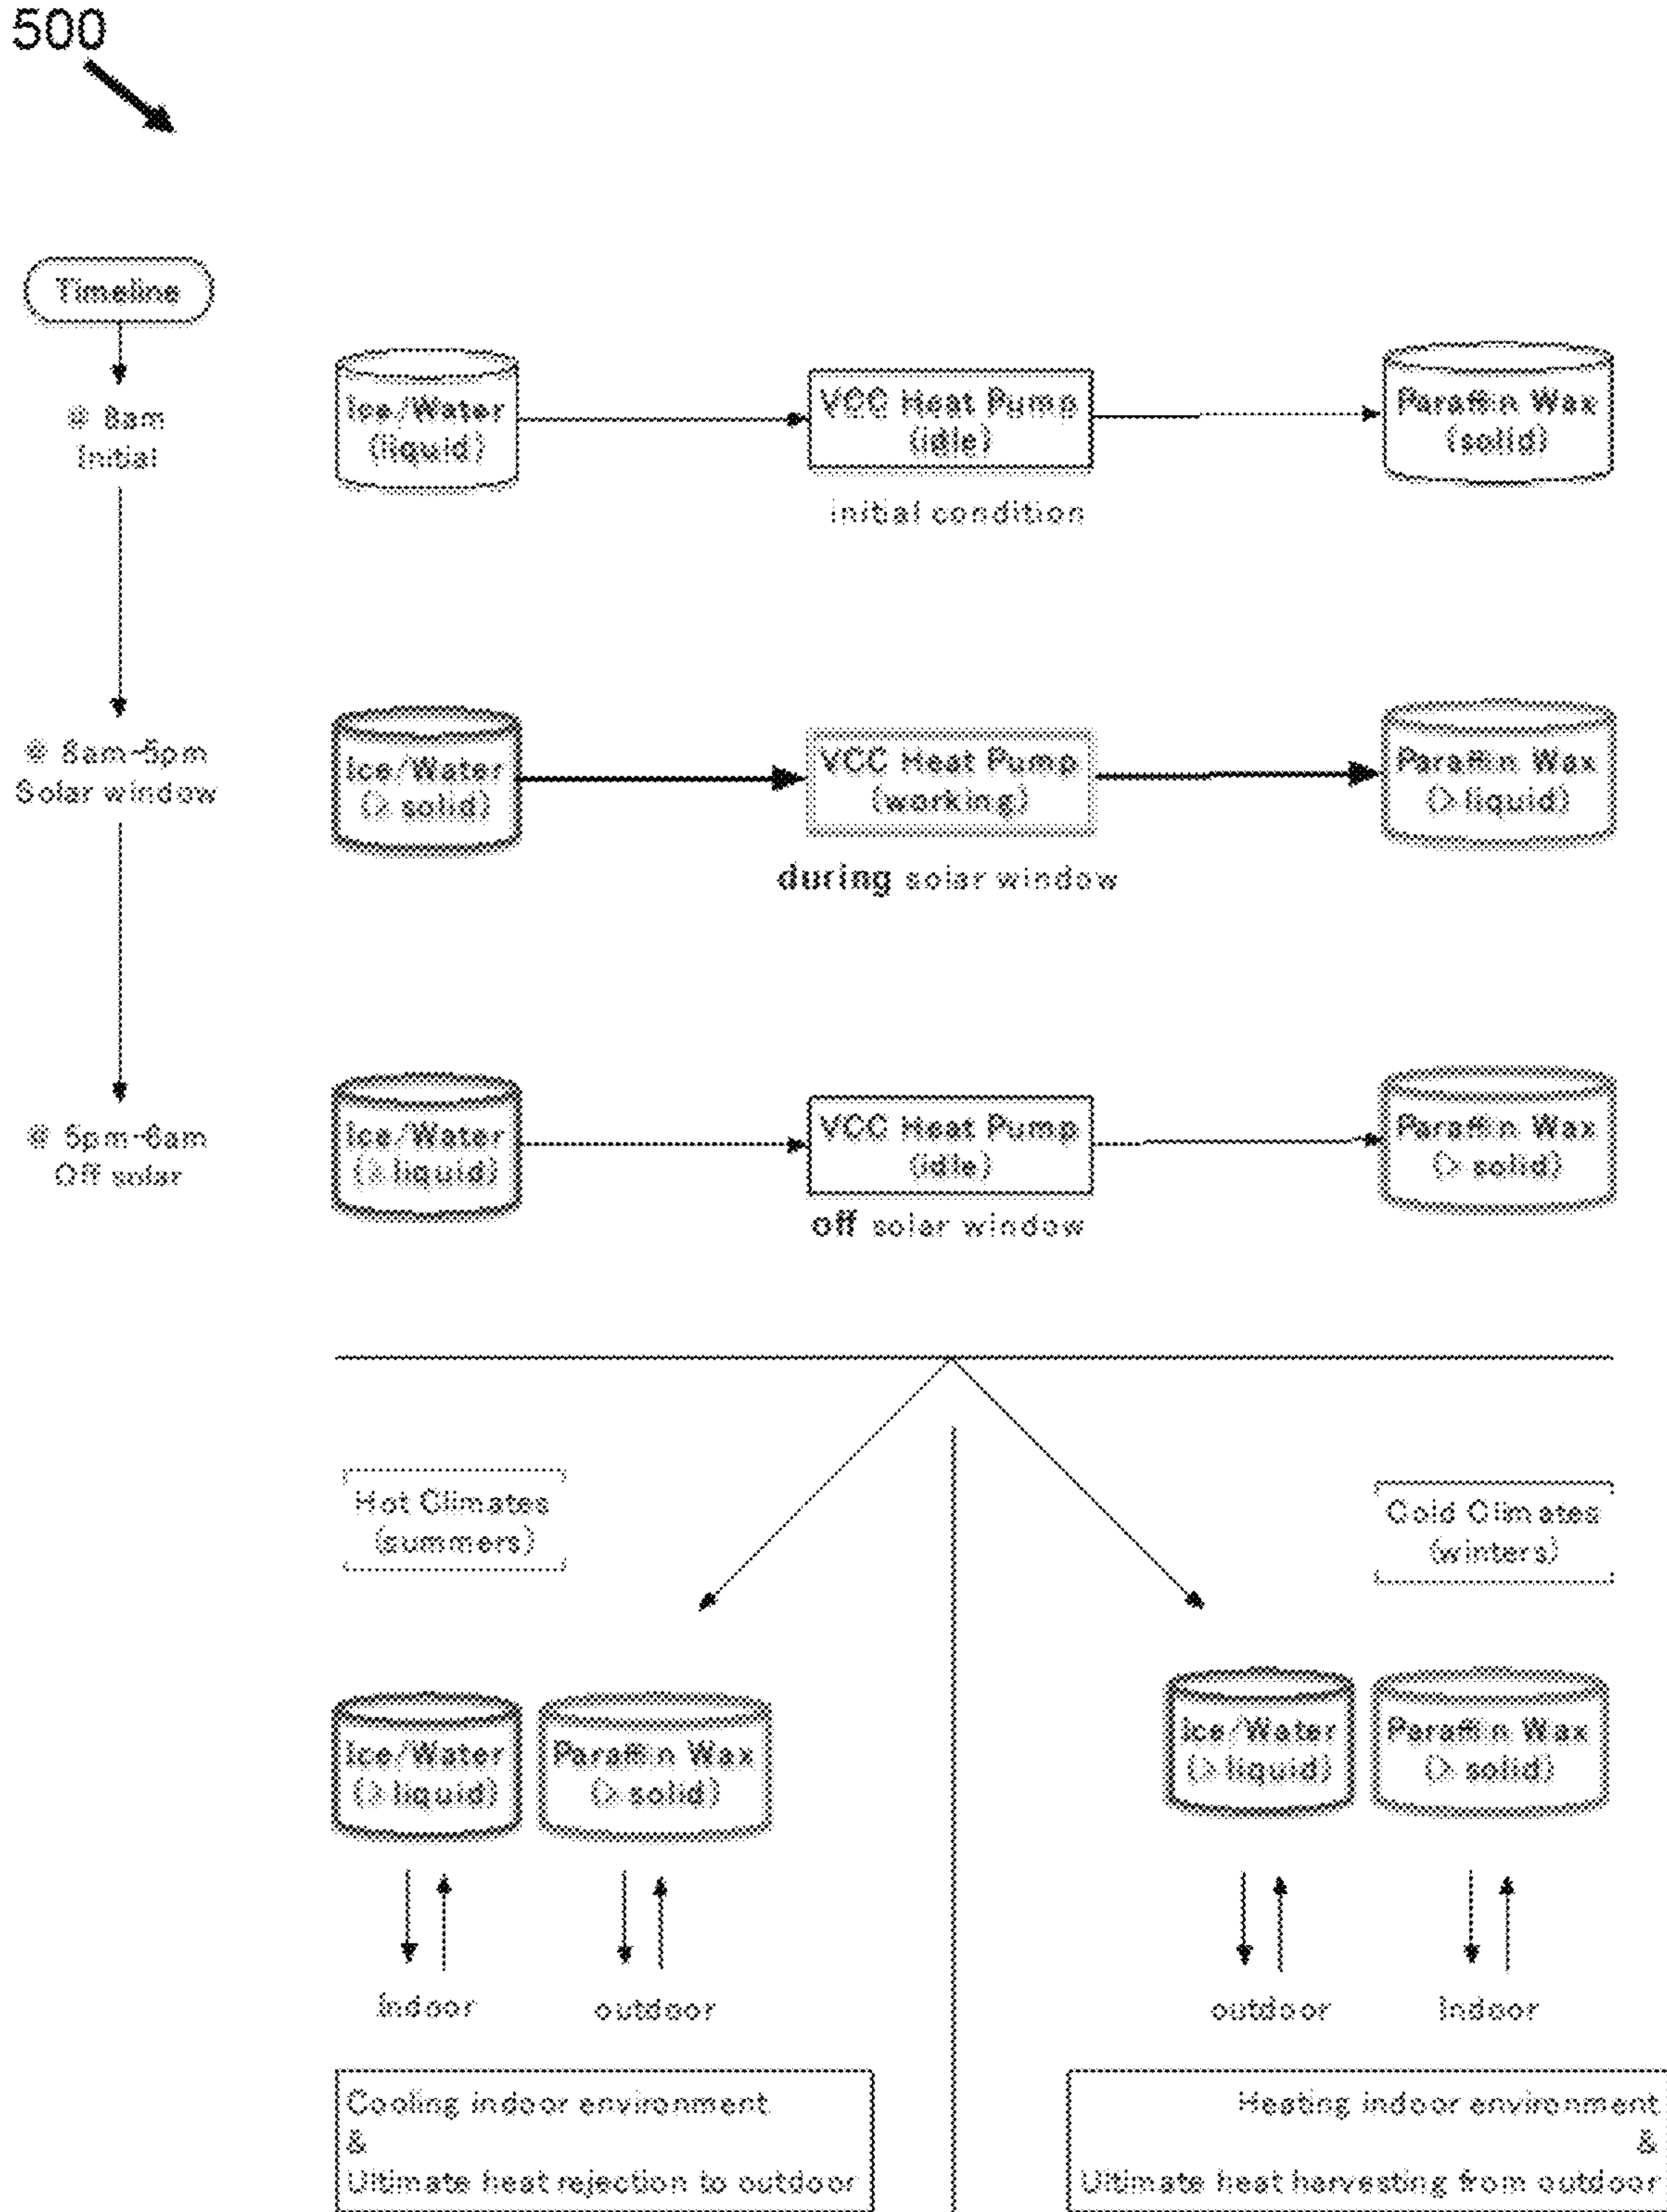 500
Timeline
@ 8am
Initial
Ice/Water
(liquid)
VCC Heat Pump
(idle)
initial condition
Paraffin Wax
(solid)
@ 8am-5pm
Solar window
Ice/Water
(> solid)
VCC Heat Pump
(working)
during solar window
Paraffin Wax
(> liquid)
@ 5pm-8am
Off solar
Ice/Water
(> liquid)
VCC Heat Pump
(idle)
off solar window
Paraffin Wax
(> solid)
Hot Climates
(summers)
Cold Climates
(winters)
Ice/Water
(> liquid)
Paraffin Wax
(> solid)
Ice/Water
(> liquid)
Paraffin Wax
(> solid)
indoor
outdoor
outdoor
indoor
Cooling indoor environment
&
Ultimate heat rejection to outdoor
Heating indoor environment
&
Ultimate heat harvesting from outdoor